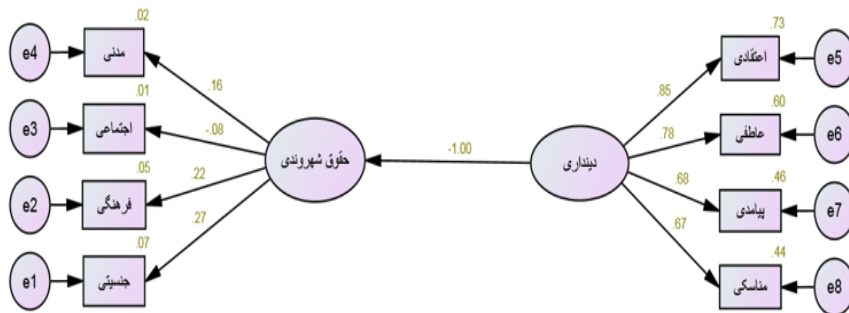 .02
e4
مدنی
.01
e3
اجتماعی
.05
e2
فرهنگی
.07
e1
جنسیتی
.16
-.08
.22
.27
حقوق شهروندی
-1.00
دینداری
.85
.78
.68
.67
.73
اعتقادی
e5
.60
عاطفی
e6
.46
پیامدی
e7
.44
مناسکی
e8